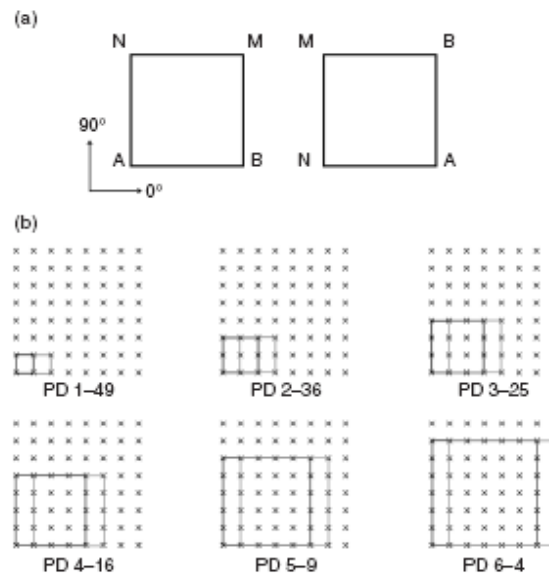 (a)
N M M B
90°
A B N A
0°
(b)
PD 1–49 PD 2–36 PD 3–25
PD 4–16 PD 5–9 PD 6–4